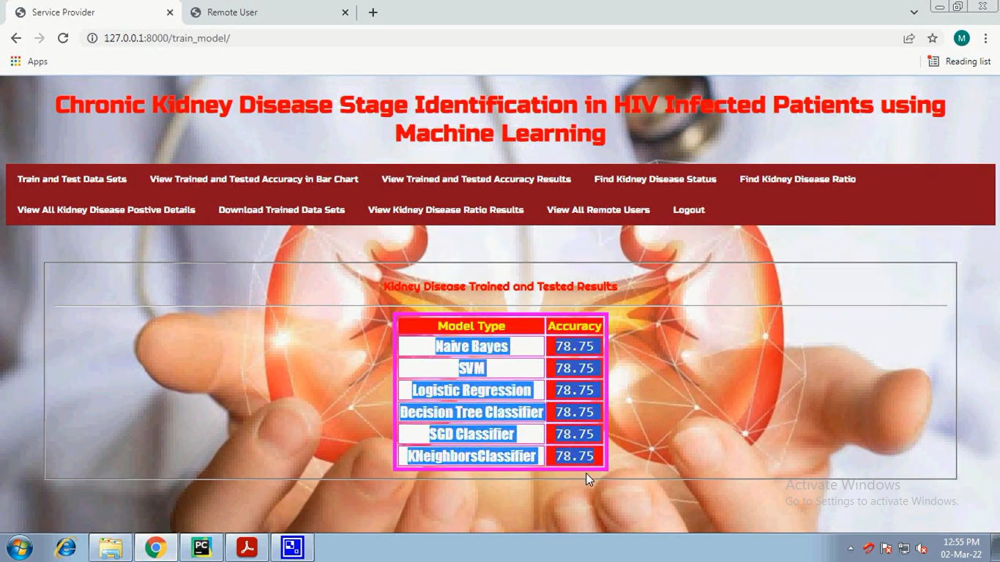 Service Provider
Remote User
127.0.0.1:8000/train_model/
M
Apps
Reading list
Chronic Kidney Disease Stage Identification in HIV Infected Patients using
Machine Learning
Train and Test Data Sets View Trained and Tested Accuracy in Bar Chart View Trained and Tested Accuracy Results Find Kidney Disease Status Find Kidney Disease Ratio
View All Kidney Disease Postive Details Download Trained Data Sets View Kidney Disease Ratio Results View All Remote Users Logout
Kidney Disease Trained and Tested Results
Model Type Accuracy
Naive Bayes 78.75
SVM 78.75
Logistic Regression 78.75
Decision Tree Classifier 78.75
SGD Classifier 78.75
KNeighborsClassifier 78.75
Activate Windows
Go to Settings to activate Windows.
PC
12:55 PM
02-Mar-22